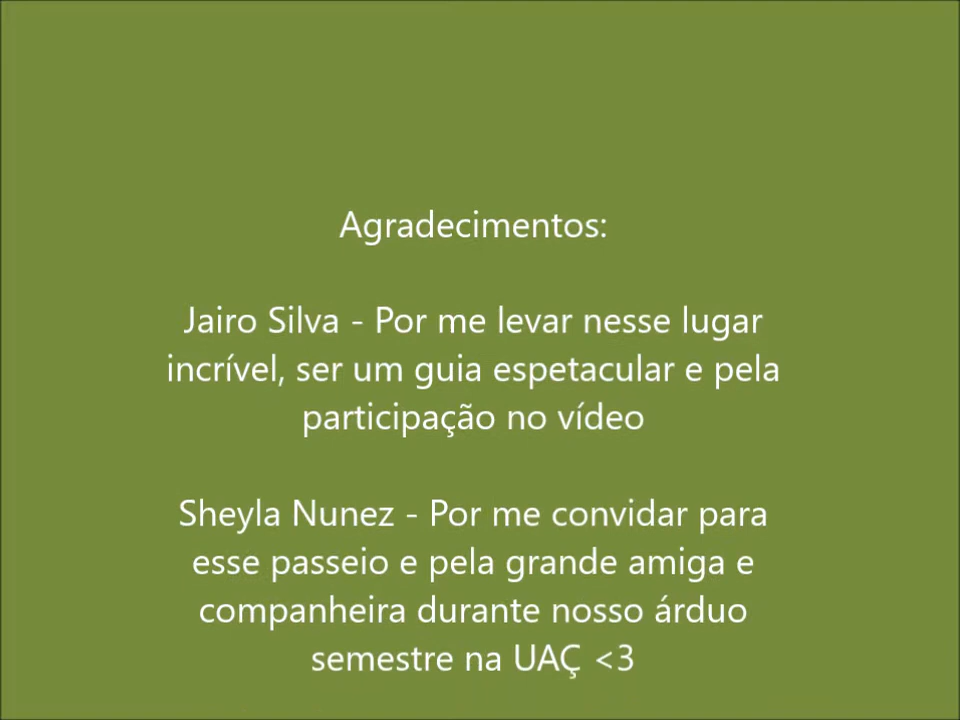 Agradecimentos:
Jairo Silva - Por me levar nesse lugar
incrível, ser um guia espetacular e pela
participação no vídeo
Sheyla Nunez - Por me convidar para
esse passeio e pela grande amiga e
companheira durante nosso árduo
semestre na UAÇ <3